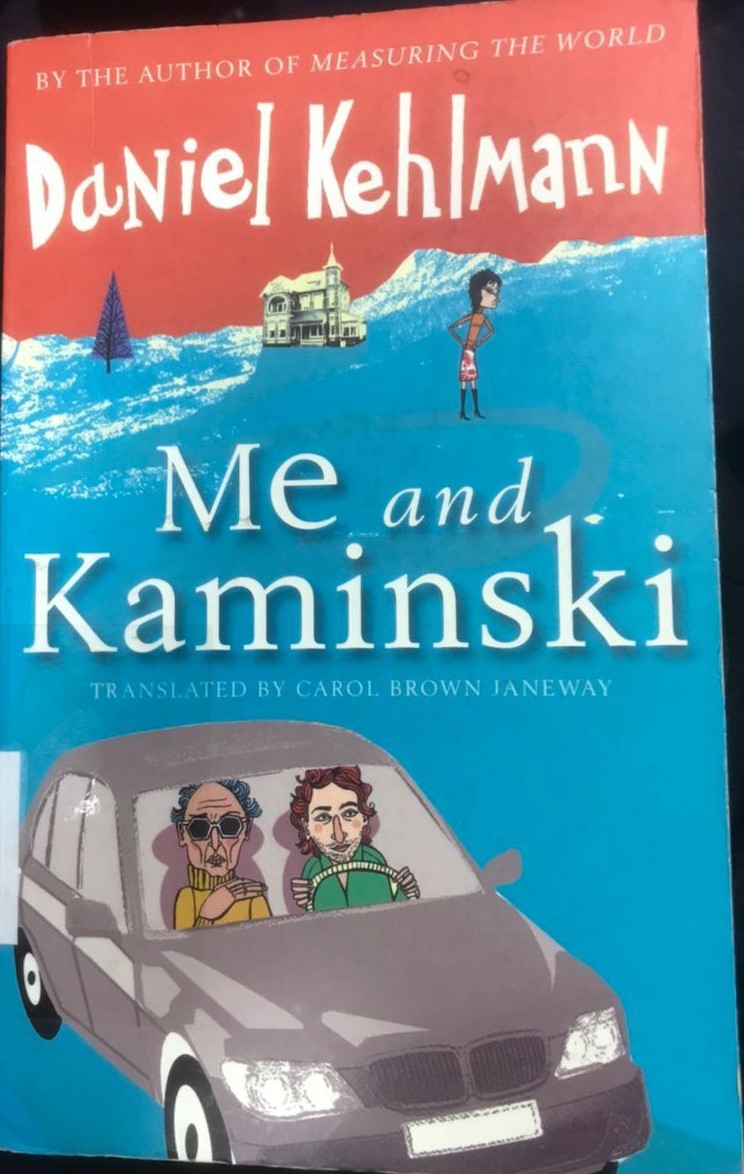 BY THE AUTHOR OF MEASURING THE WORLD
DaNiel Kehlmann
Me and
Kaminski
TRANSLATED BY CAROL BROWN JANEWAY